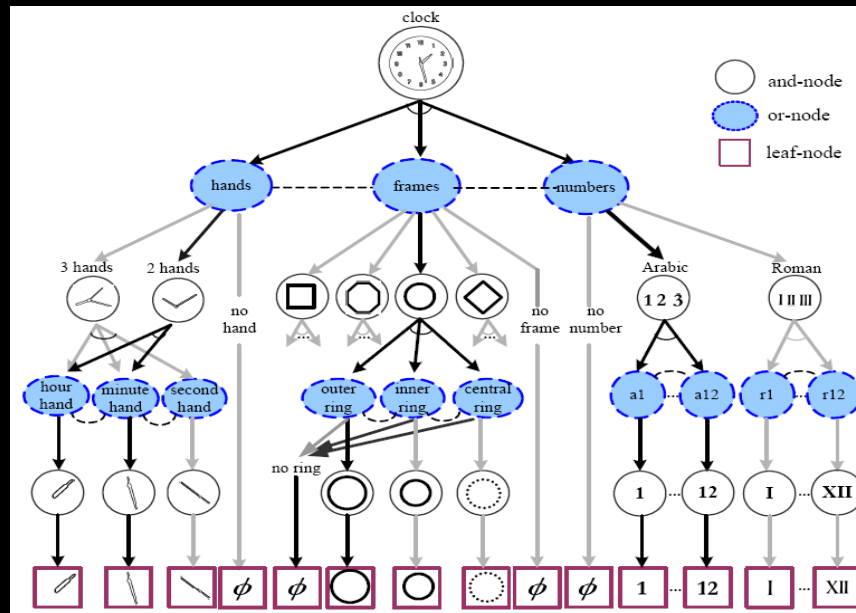 clock
and-node
or-node
leaf-node
hands
frames
numbers
3 hands
2 hands
Arabic
Roman
no
hand
no
frame
no
number
1 2 3
I II III
...
...
...
...
hour
hand
minute
hand
second
hand
outer
ring
inner
ring
central
ring
a1
...
a12
r1
...
r12
no ring
1
...
12
I
...
XII
ϕ
ϕ
ϕ
ϕ
1
...
12
I
...
XII